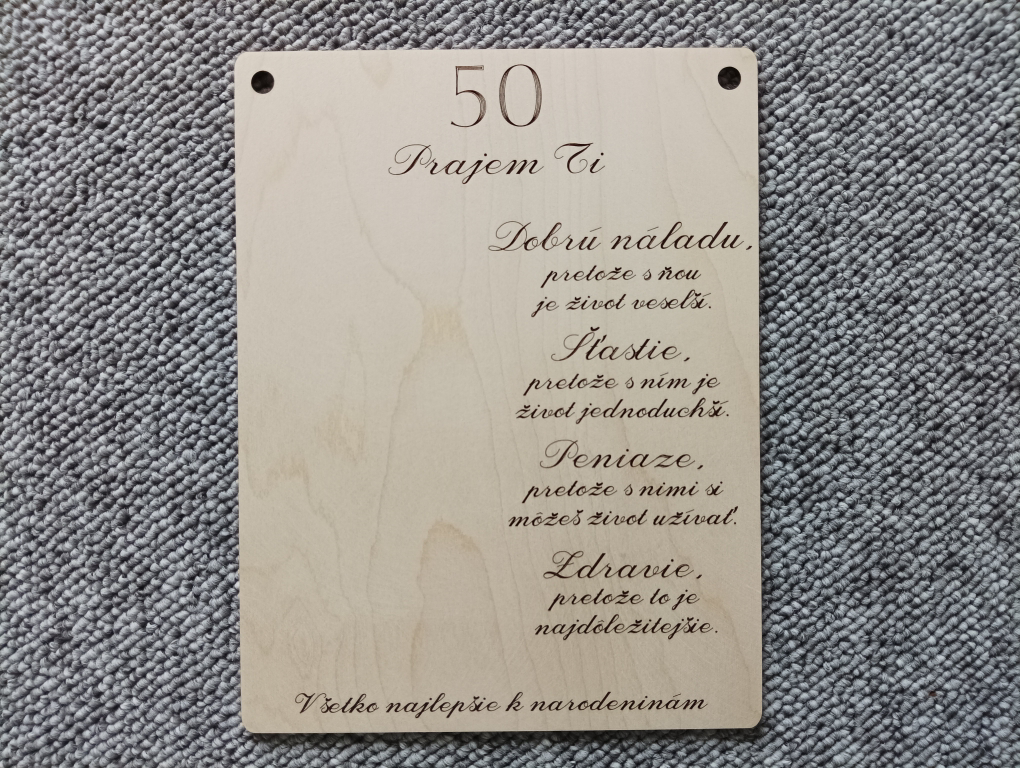 50
Prajem Ti
Dobrú náladu,
pretože s ňou
je život veselší.
Šťastie,
pretože s ním je
život jednoduchší.
Peniaze,
pretože s nimi si
môžeš život užívať.
Zdravie,
pretože to je
najdôležitejšie.
Všetko najlepšie k narodeninám